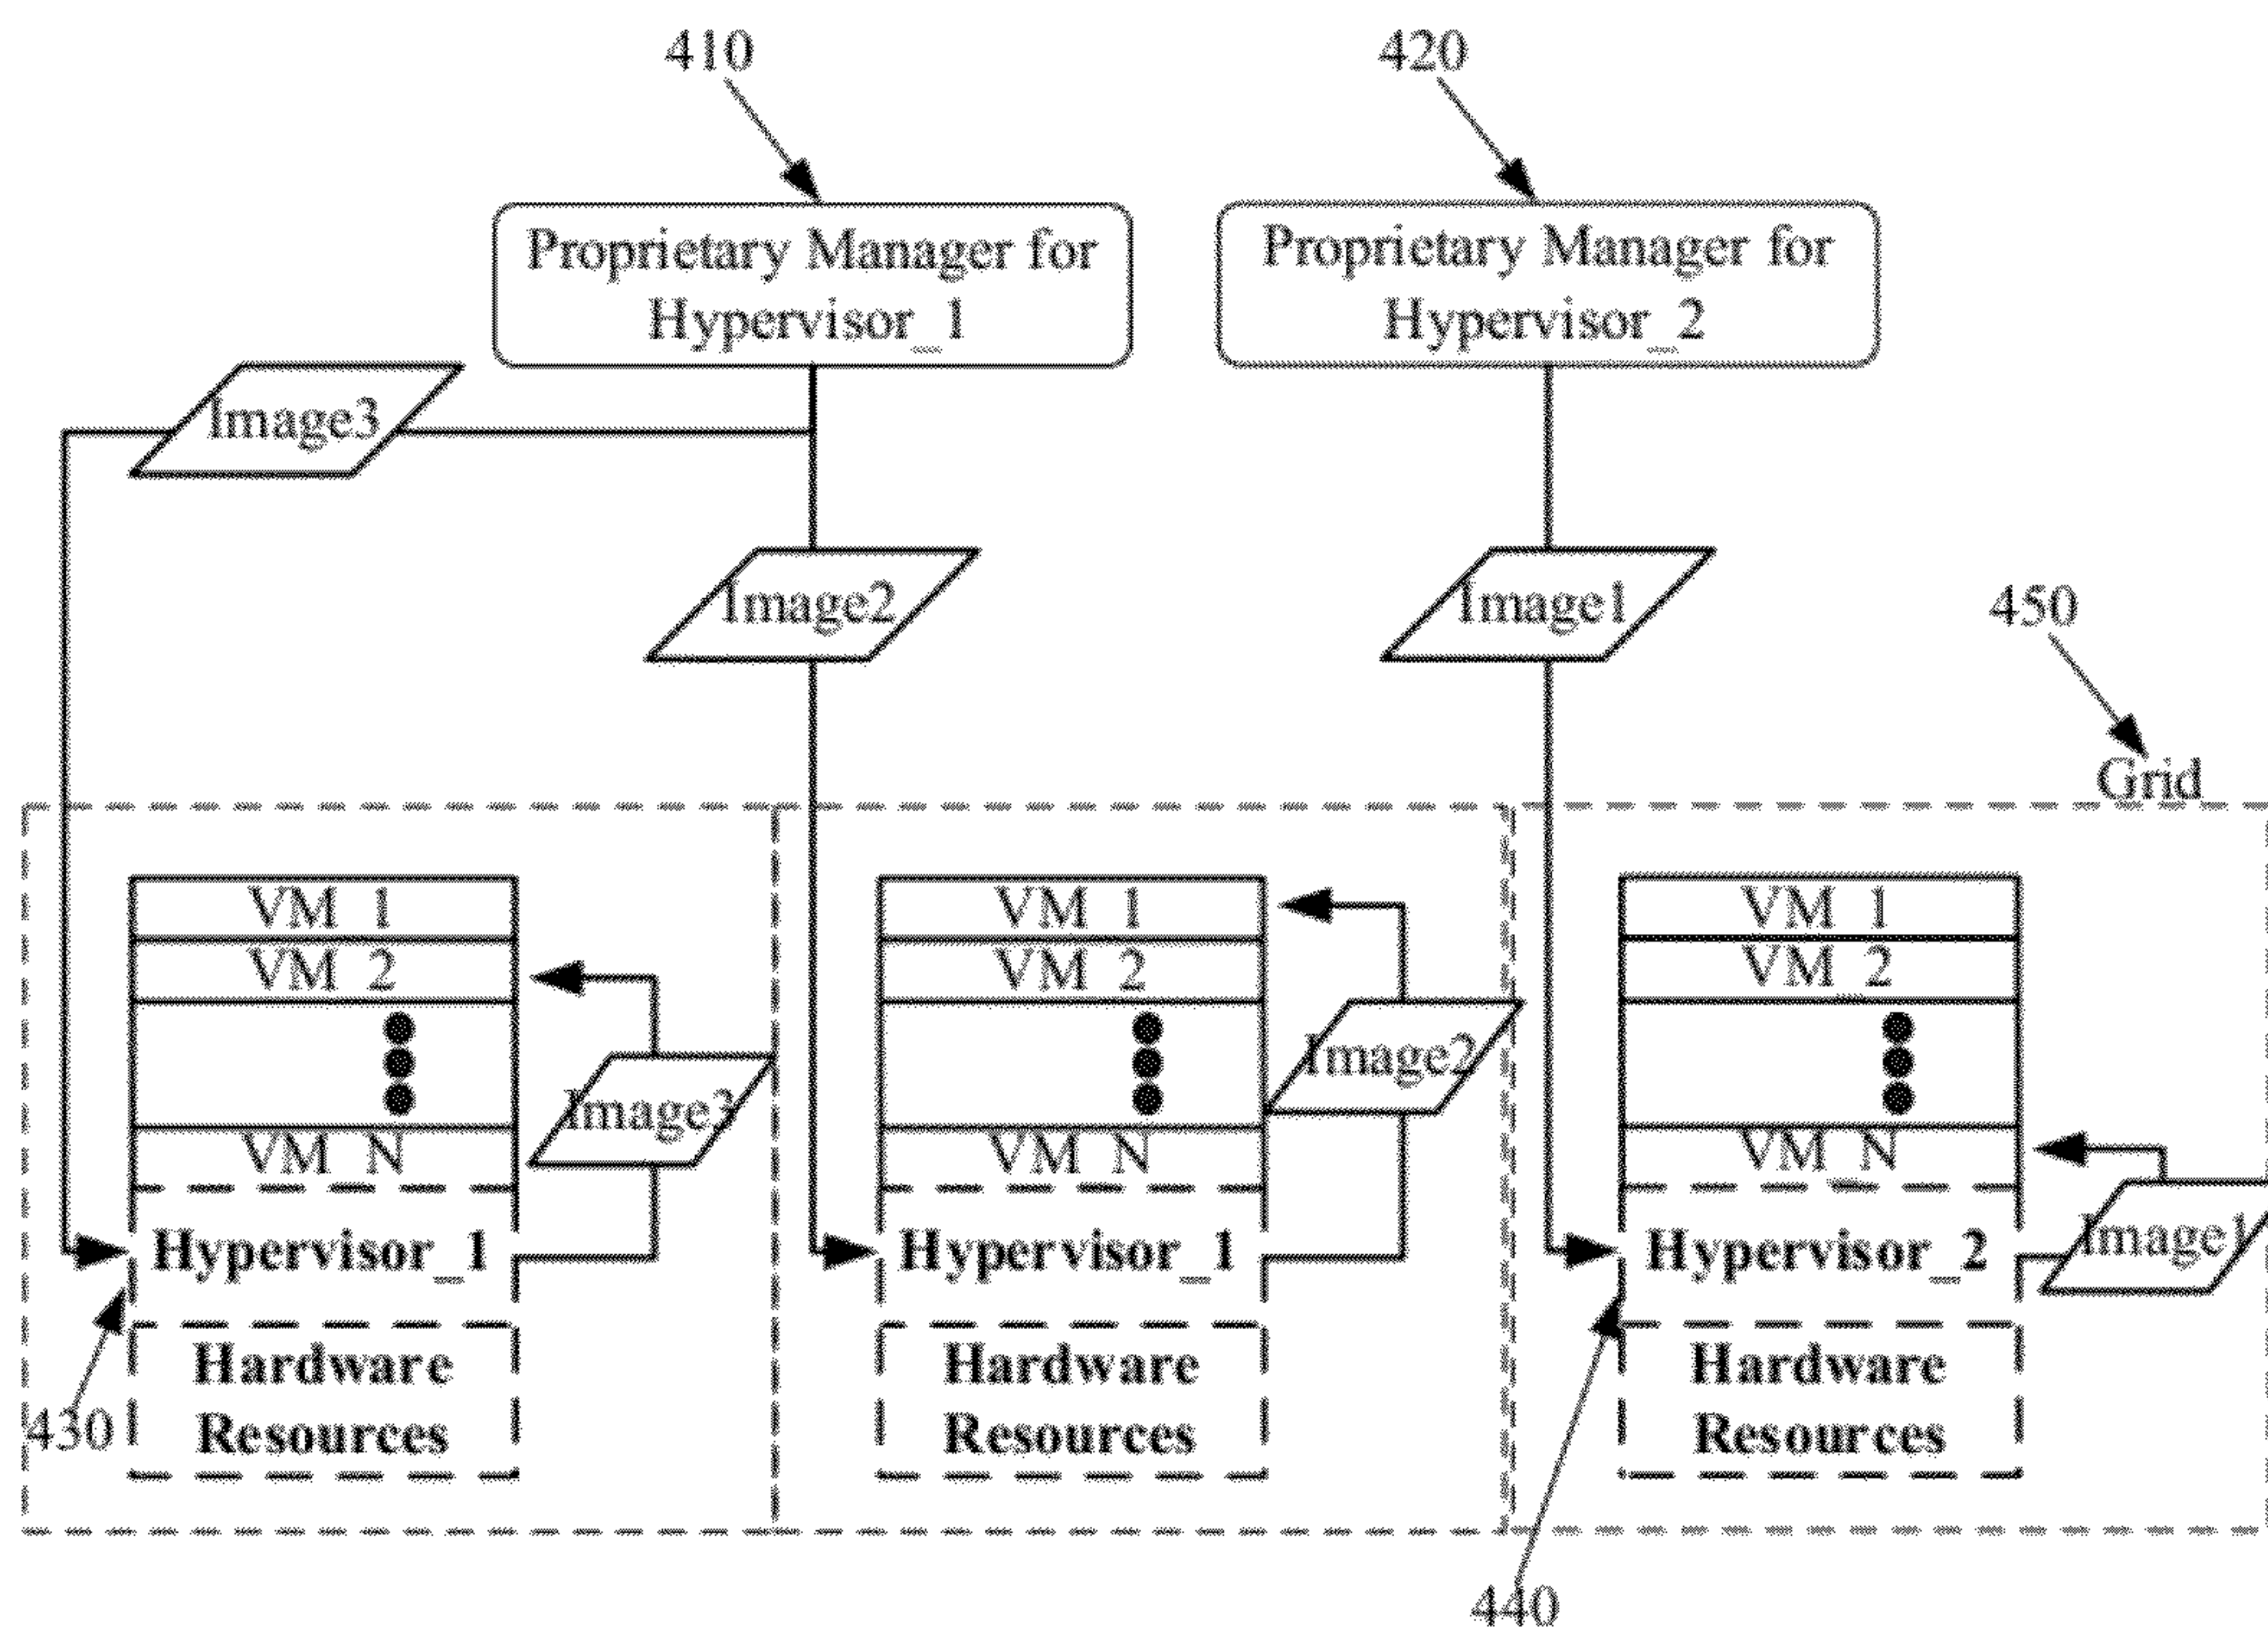 410
420
Proprietary Manager for
Hypervisor_1
Proprietary Manager for
Hypervisor_2
Image3
Image2
Image1
450
Grid
VM_1
VM_2
VM_N
Hypervisor_1
Hardware
Resources
Image3
430
VM_1
VM_2
VM_N
Hypervisor_1
Hardware
Resources
Image2
VM_1
VM_2
VM_N
Hypervisor_2
Hardware
Resources
Image1
440